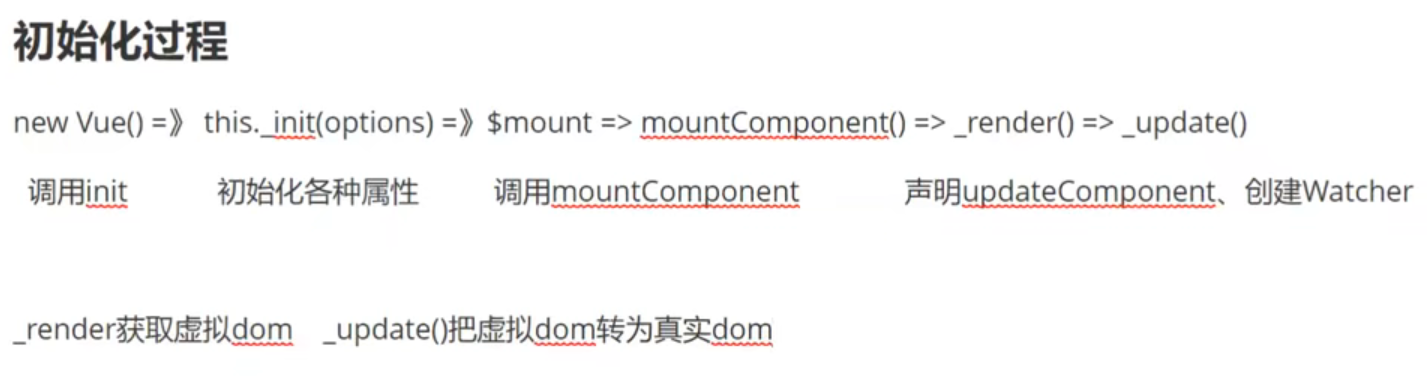 初始化过程
new Vue() =》 this._init(options) =》$mount => mountComponent() => _render() => _update()
调用init 初始化各种属性 调用mountComponent 声明updateComponent、创建Watcher
_render获取虚拟dom _update()把虚拟dom转为真实dom